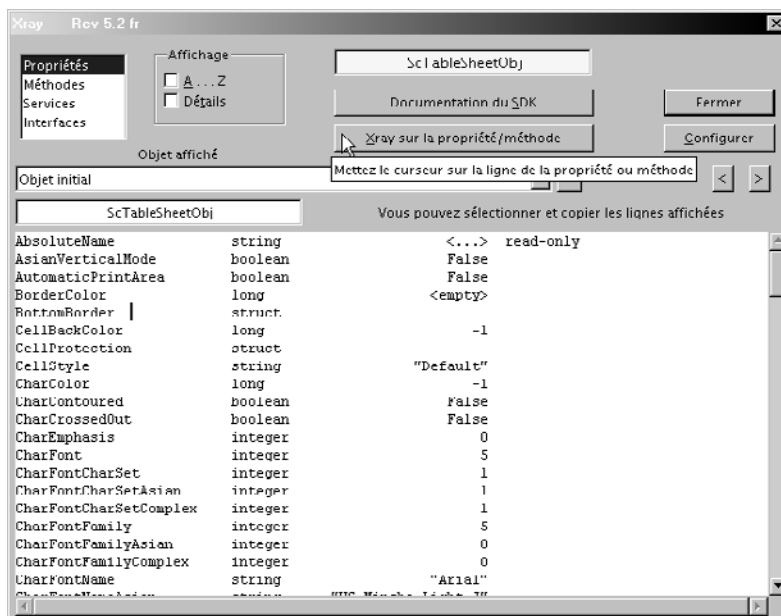 Xray Rev 5.2 fr
Propriétés
Méthodes
Services
Interfaces
Affichage
A...Z
Détails
ScTableSheetObj
Documentation du SDK
Fermer
Xray sur la propriété/méthode
Configurer
Mettez le curseur sur la ligne de la propriété ou méthode
Objet affiché
Objet initial
< >
ScTableSheetObj
Vous pouvez sélectionner et copier les lignes affichées
AbsoluteName string <...> read-only
AsianVerticalMode boolean False
AutomaticPrintArea boolean False
BorderColor long <empty>
BottomBorder struct
CellBackColor long -1
CellProtection struct
CellStyle string "Default"
CharColor long -1
CharContoured boolean False
CharCrossedOut boolean False
CharEmphasis integer 0
CharFont integer 5
CharFontCharSet integer 1
CharFontCharSetAsian integer 1
CharFontCharSetComplex integer 1
CharFontFamily integer 5
CharFontFamilyAsian integer 0
CharFontFamilyComplex integer 0
CharFontName string "Arial"
CharFontNameAsian string